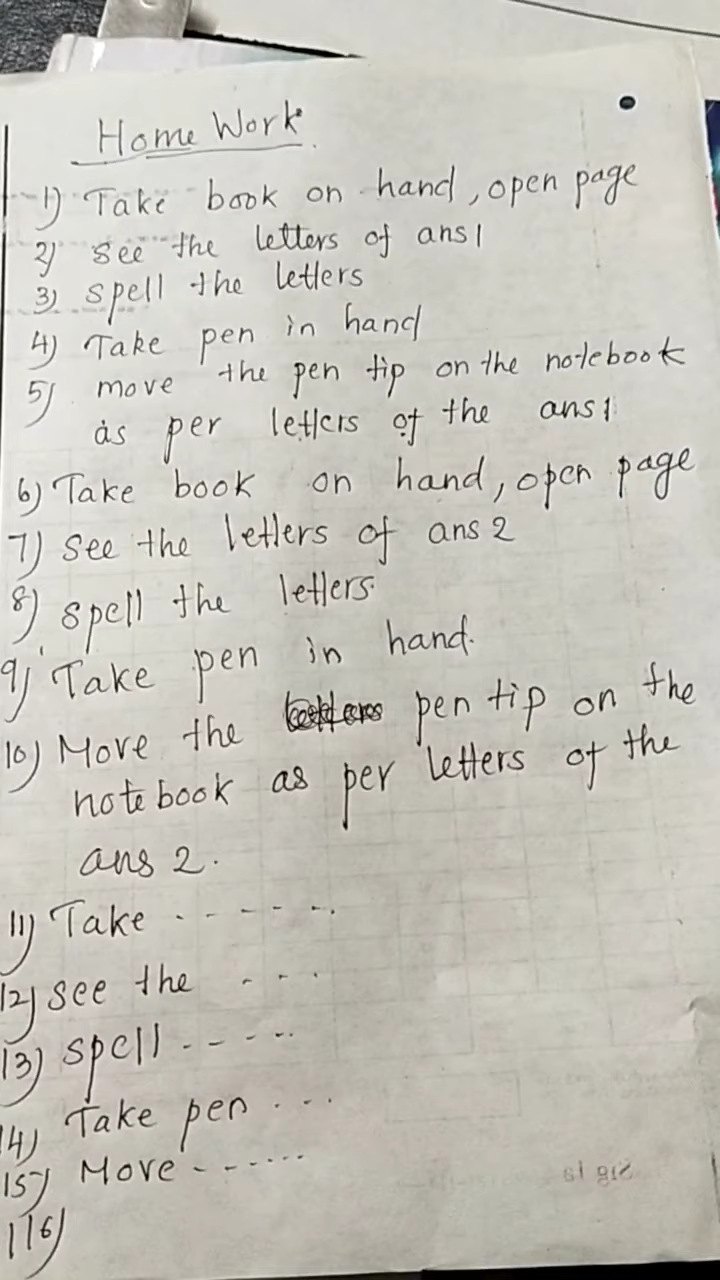 Home Work
1) Take book on hand, open page
2) see the letters of ans1
3) spell the letters
4) Take pen in hand
5) move the pen tip on the notebook
as per letters of the ans1
6) Take book on hand, open page
7) See the letters of ans 2
8) spell the letters.
9) Take pen in hand.
10) Move the pen tip on the
notebook as per letters of the
ans 2.
11) Take - - - - - -.
12) see the - - -
13) spell - - - - -
14) Take pen - - -
15) Move - - - - - -
16)